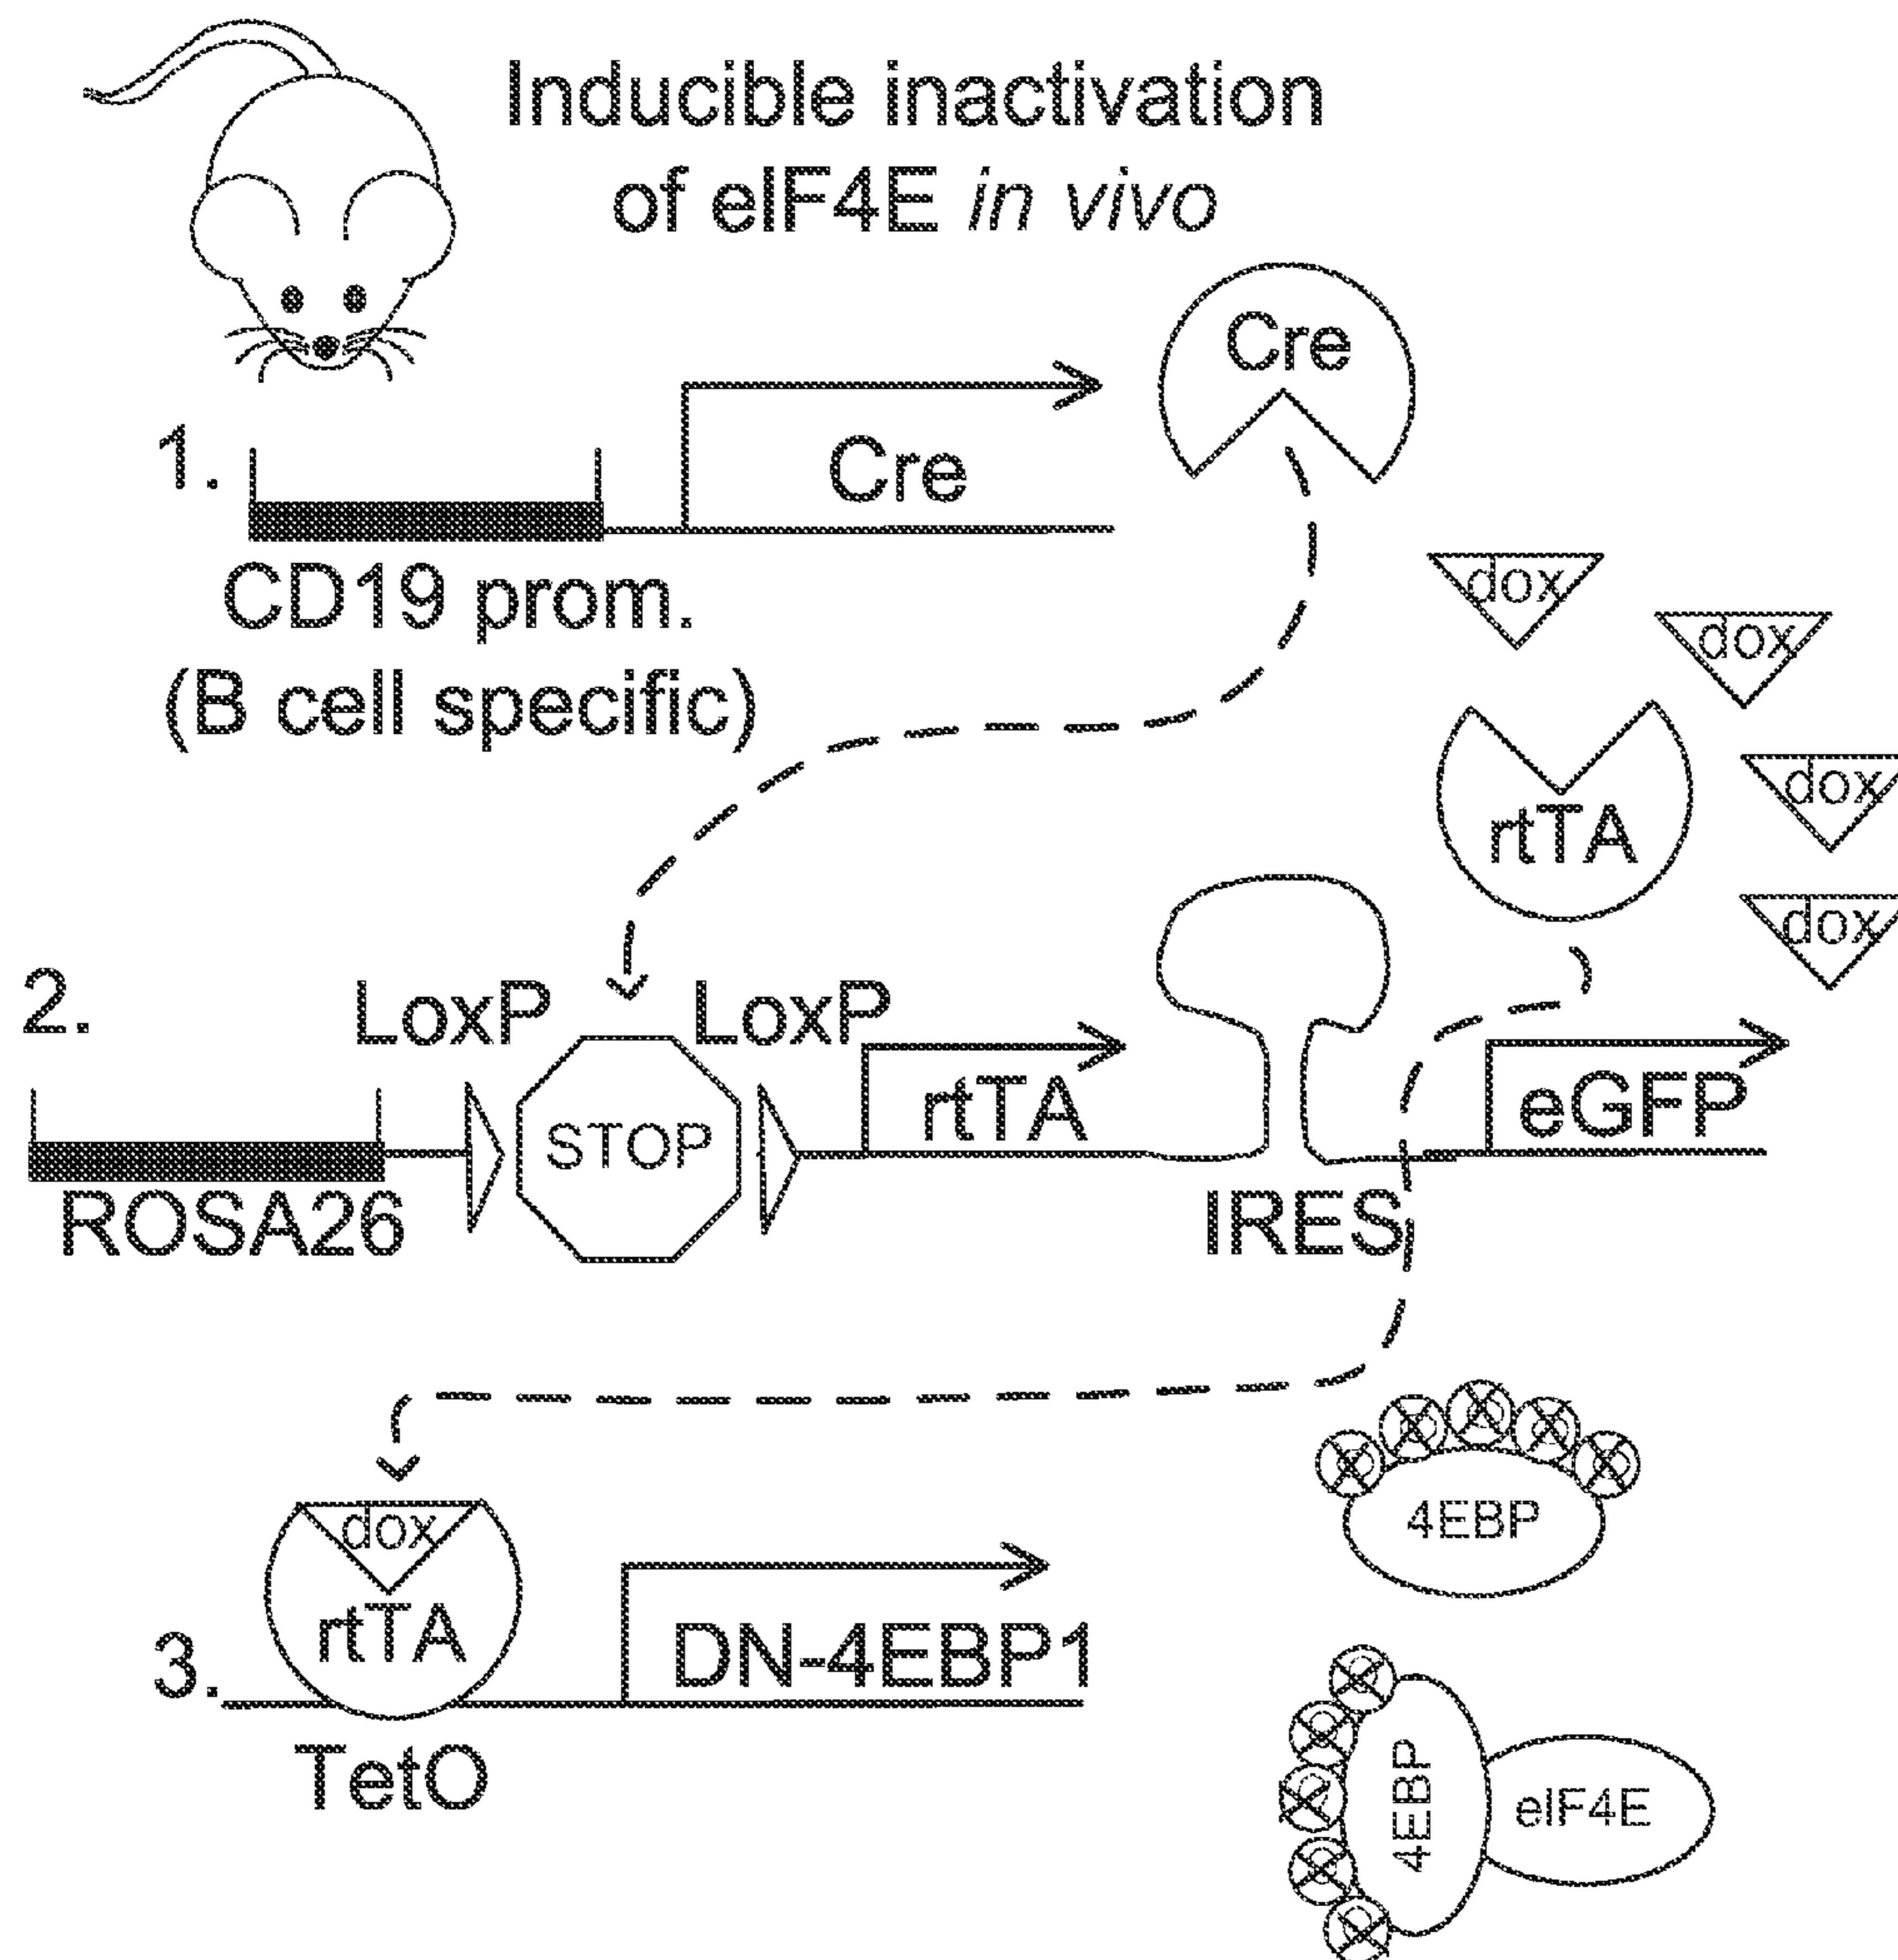 Inducible inactivation
of eIF4E in vivo
Cre
1.
Cre
CD19 prom.
(B cell specific)
dox
dox
dox
dox
rtTA
2.
LoxP
LoxP
STOP
rtTA
eGFP
ROSA26
IRES
dox
rtTA
3.
DN-4EBP1
TetO
4EBP
4EBP
eIF4E